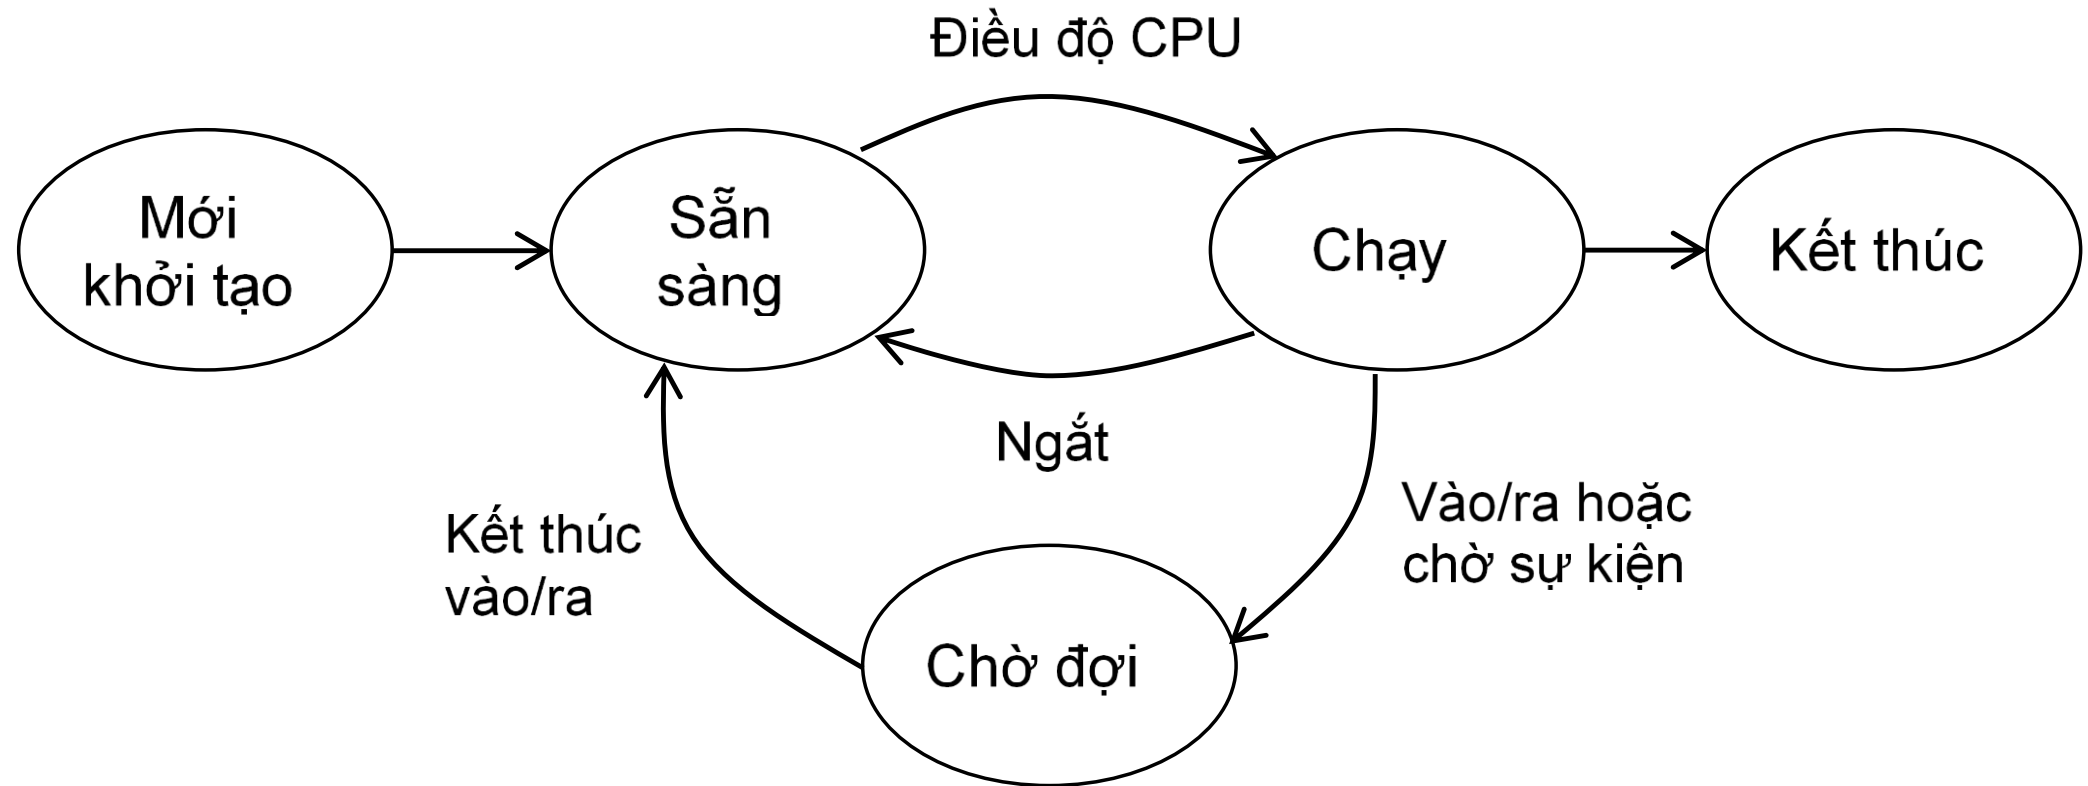 Điều độ CPU
Mới
khởi tạo
Sẵn
sàng
Chạy
Kết thúc
Ngắt
Kết thúc
vào/ra
Vào/ra hoặc
chờ sự kiện
Chờ đợi